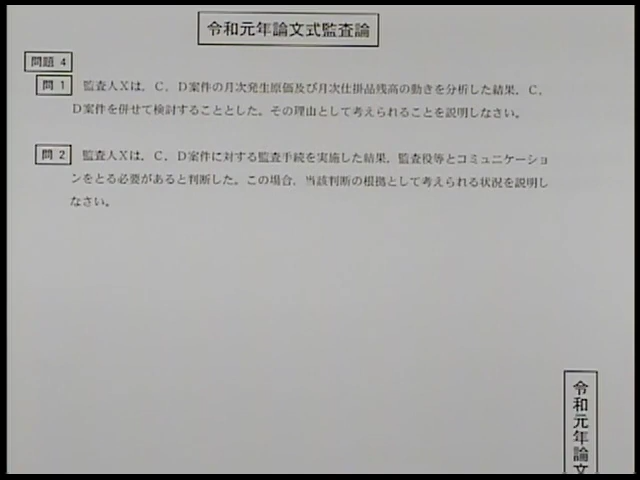 令和元年論文式監査論
問題 4
問 1 監査人Xは，C，D案件の月次発生原価及び月次仕掛品残高の動きを分析した結果，C，
D案件を併せて検討することとした。その理由として考えられることを説明しなさい。
問 2 監査人Xは，C，D案件に対する監査手続を実施した結果，監査役等とコミュニケーショ
ンをとる必要があると判断した。この場合，当該判断の根拠として考えられる状況を説明し
なさい。
令和元年論文